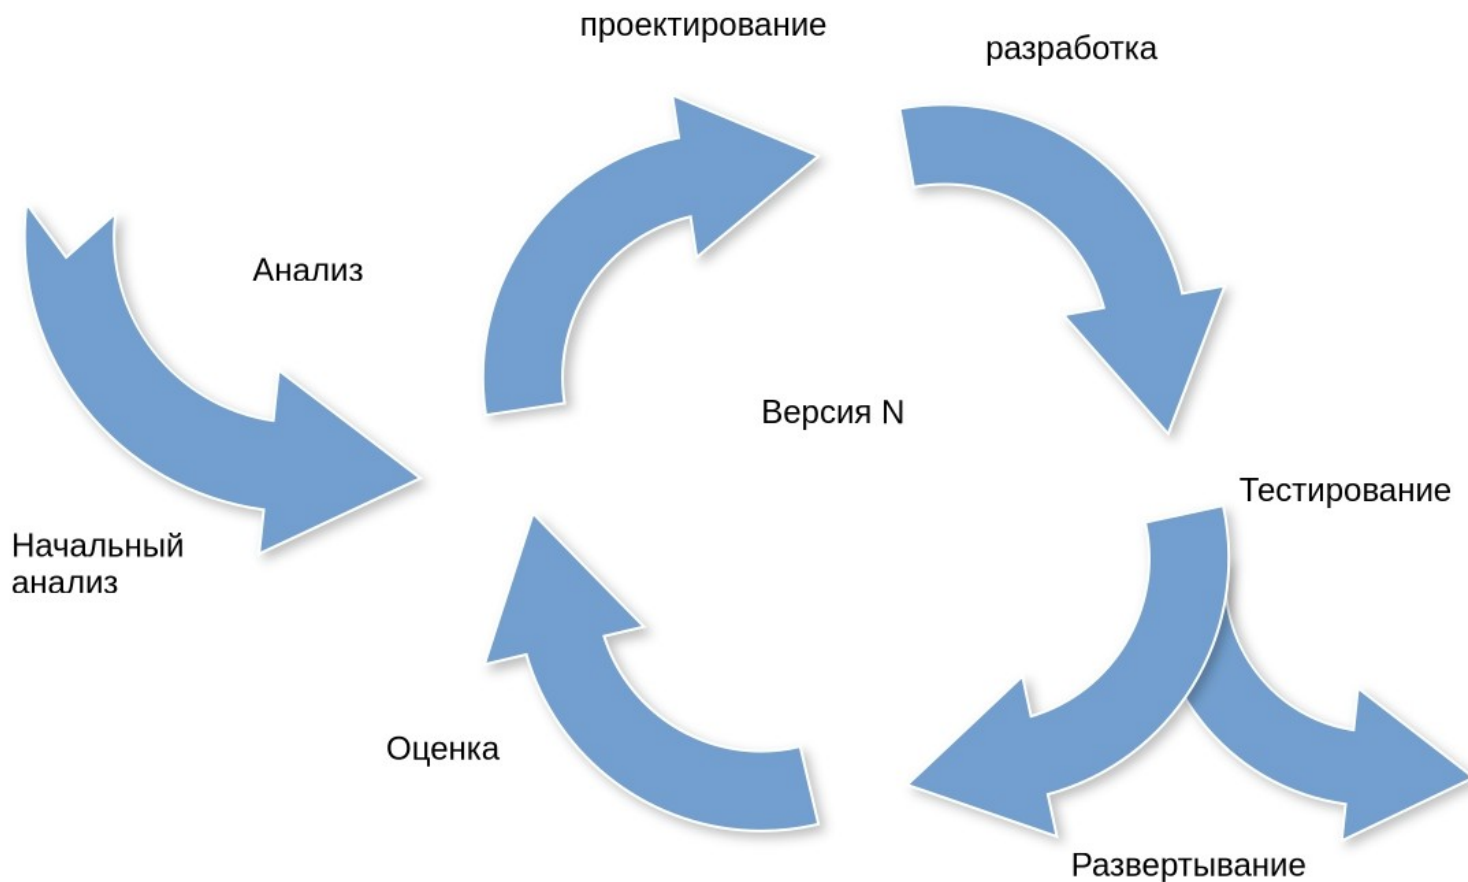 проектирование
разработка
Анализ
Версия N
Тестирование
Начальный
анализ
Оценка
Развертывание